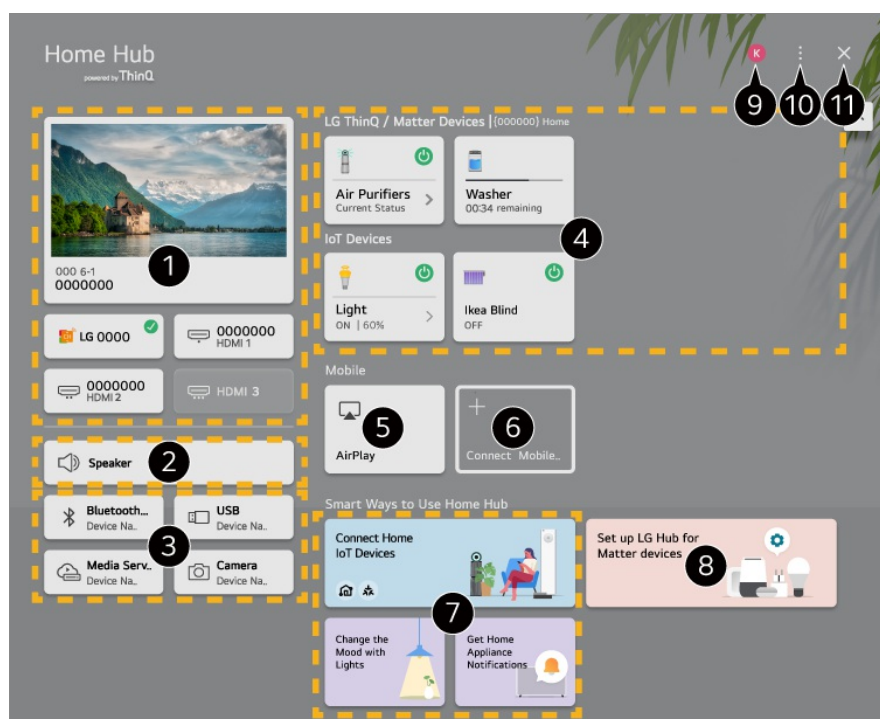 Home Hub
powered by ThinQ
K
9
10
11
000 6-1
0000000
1
LG 0000
0000000
HDMI 1
0000000
HDMI 2
HDMI 3
Speaker
2
Bluetooth...
Device Na..
USB
Device Na..
3
Media Serv..
Device Na..
Camera
Device Na..
LG ThinQ / Matter Devices | {000000} Home
Air Purifiers
Current Status
Washer
00:34 remaining
4
IoT Devices
Light
ON | 60%
Ikea Blind
OFF
Mobile
5
AirPlay
6
Connect Mobile..
Smart Ways to Use Home Hub
Connect Home
IoT Devices
7
Change the
Mood with
Lights
Get Home
Appliance
Notifications
Set up LG Hub for
Matter devices
8